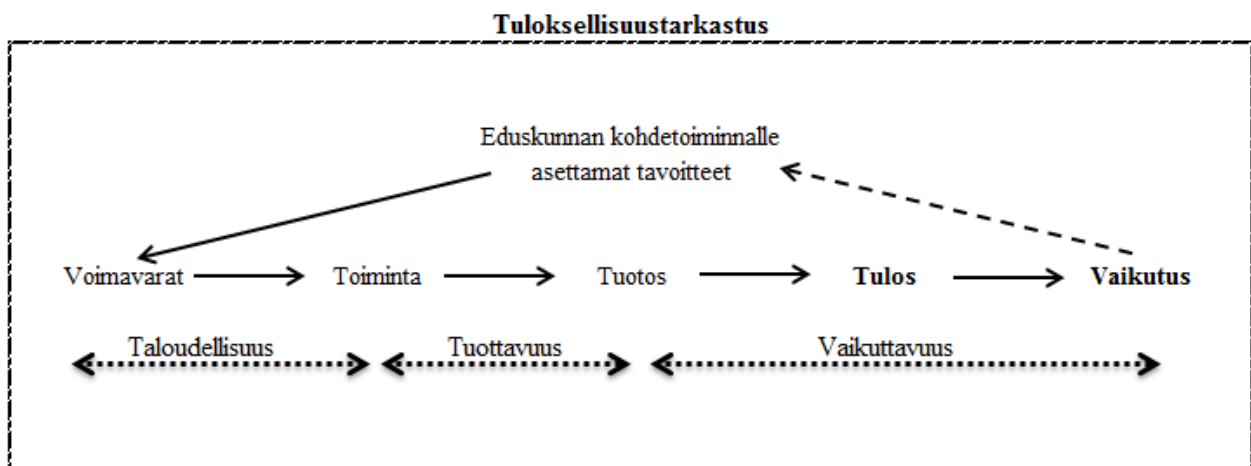 Tuloksellisuustarkastus
Eduskunnan kohdetoiminnalle
asettamat tavoitteet
Voimavarat Toiminta Tuotos Tulos Vaikutus
Taloudellisuus Tuottavuus Vaikuttavuus